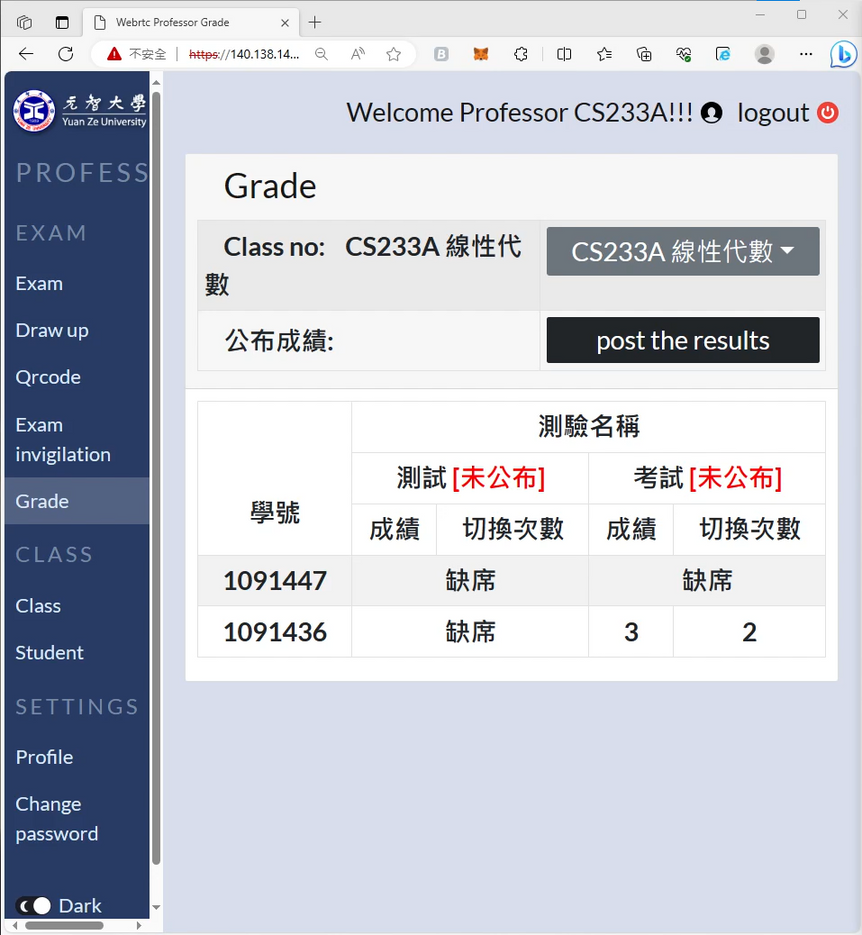 Webrtc Professor Grade
不安全
https://140.138.14...
元智大學
Yuan Ze University
Welcome Professor CS233A!!!
logout
PROFESS
EXAM
Exam
Draw up
Qrcode
Exam
invigilation
Grade
CLASS
Class
Student
SETTINGS
Profile
Change
password
Dark
Grade
Class no: CS233A 線性代
數
CS233A 線性代數
公布成績:
post the results
學號
測驗名稱
測試 [未公布]
考試 [未公布]
成績 切換次數 成績 切換次數
1091447 缺席 缺席
1091436 缺席 3 2